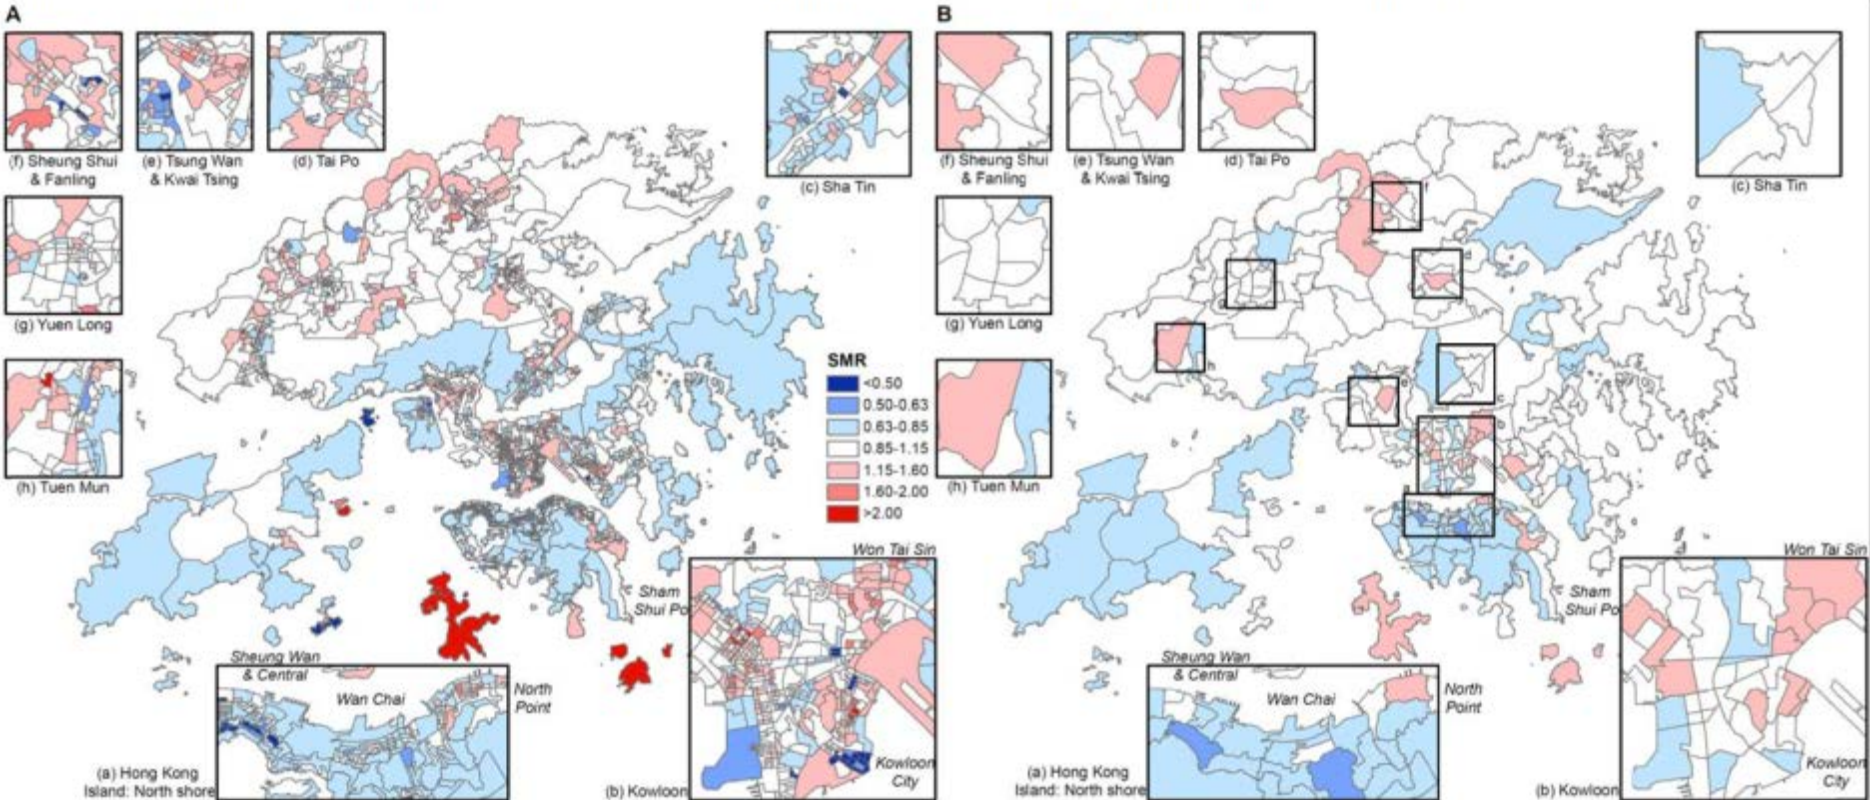 A
(f) Sheung Shui
& Fanling
(e) Tsung Wan
& Kwai Tsing
(d) Tai Po
(c) Sha Tin
(g) Yuen Long
(h) Tuen Mun
SMR
<0.50
0.50-0.63
0.63-0.85
0.85-1.15
1.15-1.60
1.60-2.00
>2.00
Won Tai Sin
Sham
Shui Po
Sheung Wan
& Central
Wan Chai
North
Point
Kowloon
City
(a) Hong Kong
Island: North shore
(b) Kowloon
B
(f) Sheung Shui
& Fanling
(e) Tsung Wan
& Kwai Tsing
(d) Tai Po
(c) Sha Tin
(g) Yuen Long
(h) Tuen Mun
f
d
g
h
e
c
b
a
Won Tai Sin
Sham
Shui Po
Sheung Wan
& Central
Wan Chai
North
Point
Kowloon
City
(a) Hong Kong
Island: North shore
(b) Kowloon